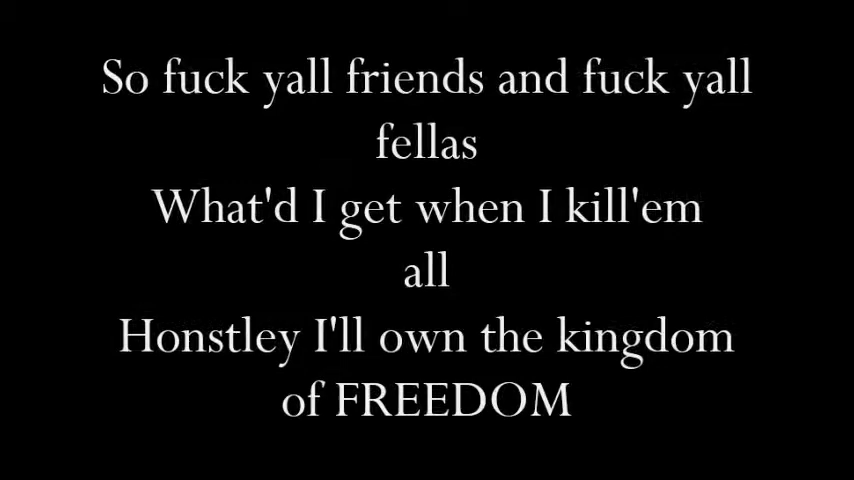 So fuck yall friends and fuck yall
fellas
What'd I get when I kill'em
all
Honstley I'll own the kingdom
of FREEDOM